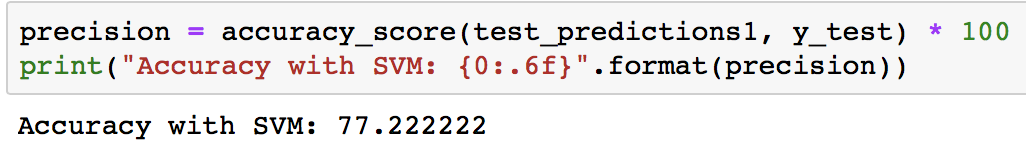 precision = accuracy_score(test_predictions1, y_test) * 100
print("Accuracy with SVM: {0:.6f}".format(precision))
Accuracy with SVM: 77.222222